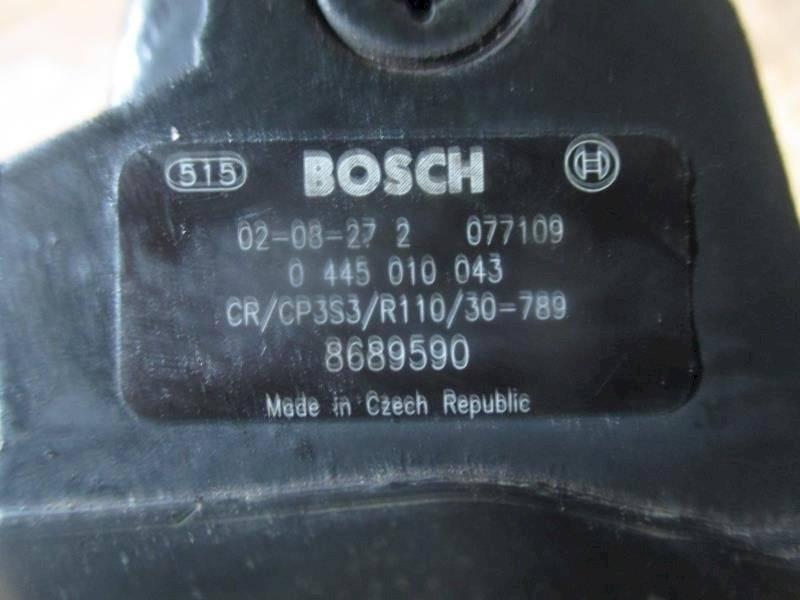 515 BOSCH
02-08-27 2 077109
0 445 010 043
CR/CP3S3/R110/30-789
8689590
Made in Czech Republic